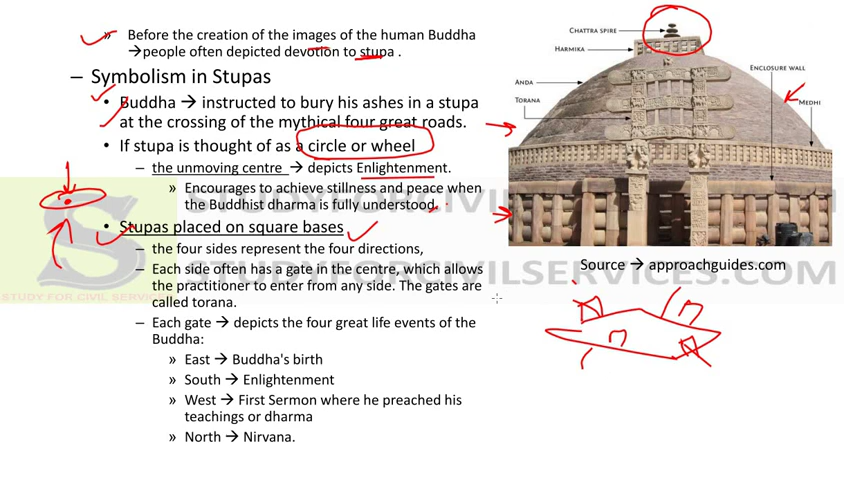 » Before the creation of the images of the human Buddha
→people often depicted devotion to stupa .
– Symbolism in Stupas
• Buddha → instructed to bury his ashes in a stupa
at the crossing of the mythical four great roads.
• If stupa is thought of as a circle or wheel
– the unmoving centre → depicts Enlightenment.
» Encourages to achieve stillness and peace when
the Buddhist dharma is fully understood.
• Stupas placed on square bases
– the four sides represent the four directions,
– Each side often has a gate in the centre, which allows
the practitioner to enter from any side. The gates are
called torana.
– Each gate → depicts the four great life events of the
Buddha:
» East → Buddha's birth
» South → Enlightenment
» West → First Sermon where he preached his
teachings or dharma
» North → Nirvana.
CHATTRA SPIRE
HARMIKA
ENCLOSURE WALL
ANDA
TORANA
MEDHI
Source → approachguides.com
STUDYFORCIVILSERVICES.COM
STUDYFORCIVILSERVICES.COM
S
STUDY FOR CIVIL SERVICES